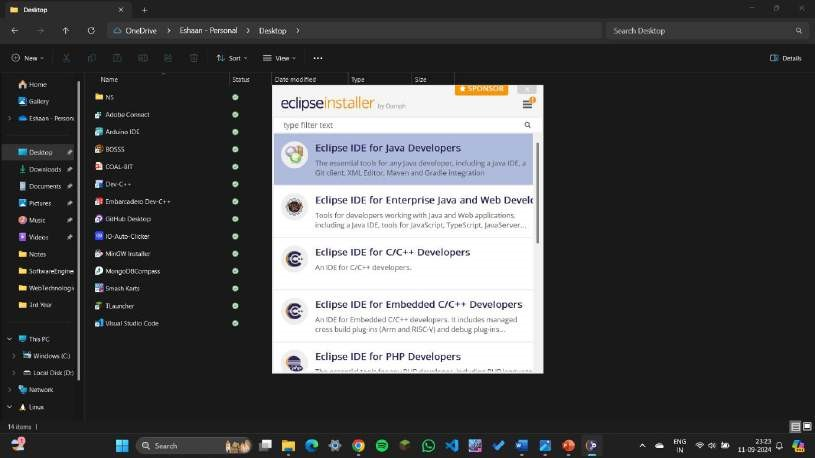 Desktop
OneDrive > Eshaan - Personal > Desktop >
Search Desktop
New
Sort
View
Details
Name
Status
Date modified
Type
Size
Home
Gallery
Eshaan - Person
Desktop
Downloads
Documents
Pictures
Music
Videos
Notes
SoftwareEnginee
WebTechnologie
3rd Year
This PC
Windows (C:)
Local Disk (D:)
Network
Linux
NS
Adobe Connect
Arduino IDE
BOSSS
COAL-BIT
Dev-C++
Embarcadero Dev-C++
GitHub Desktop
IO-Auto-Clicker
MinGW Installer
MongoDBCompass
Smash Karts
TLauncher
Visual Studio Code
SPONSOR
eclipseinstaller by Oomph
type filter text
Eclipse IDE for Java Developers
The essential tools for any Java developer, including a Java IDE, a
Git client, XML Editor, Maven and Gradle integration
Eclipse IDE for Enterprise Java and Web Develo
Tools for developers working with Java and Web applications,
including a Java IDE, tools for JavaScript, TypeScript, JavaServer...
Eclipse IDE for C/C++ Developers
An IDE for C/C++ developers.
Eclipse IDE for Embedded C/C++ Developers
An IDE for Embedded C/C++ developers. It includes managed
cross build plug-ins (Arm and RISC-V) and debug plug-ins...
Eclipse IDE for PHP Developers
14 items
Search
ENG
IN
23:23
11-09-2024